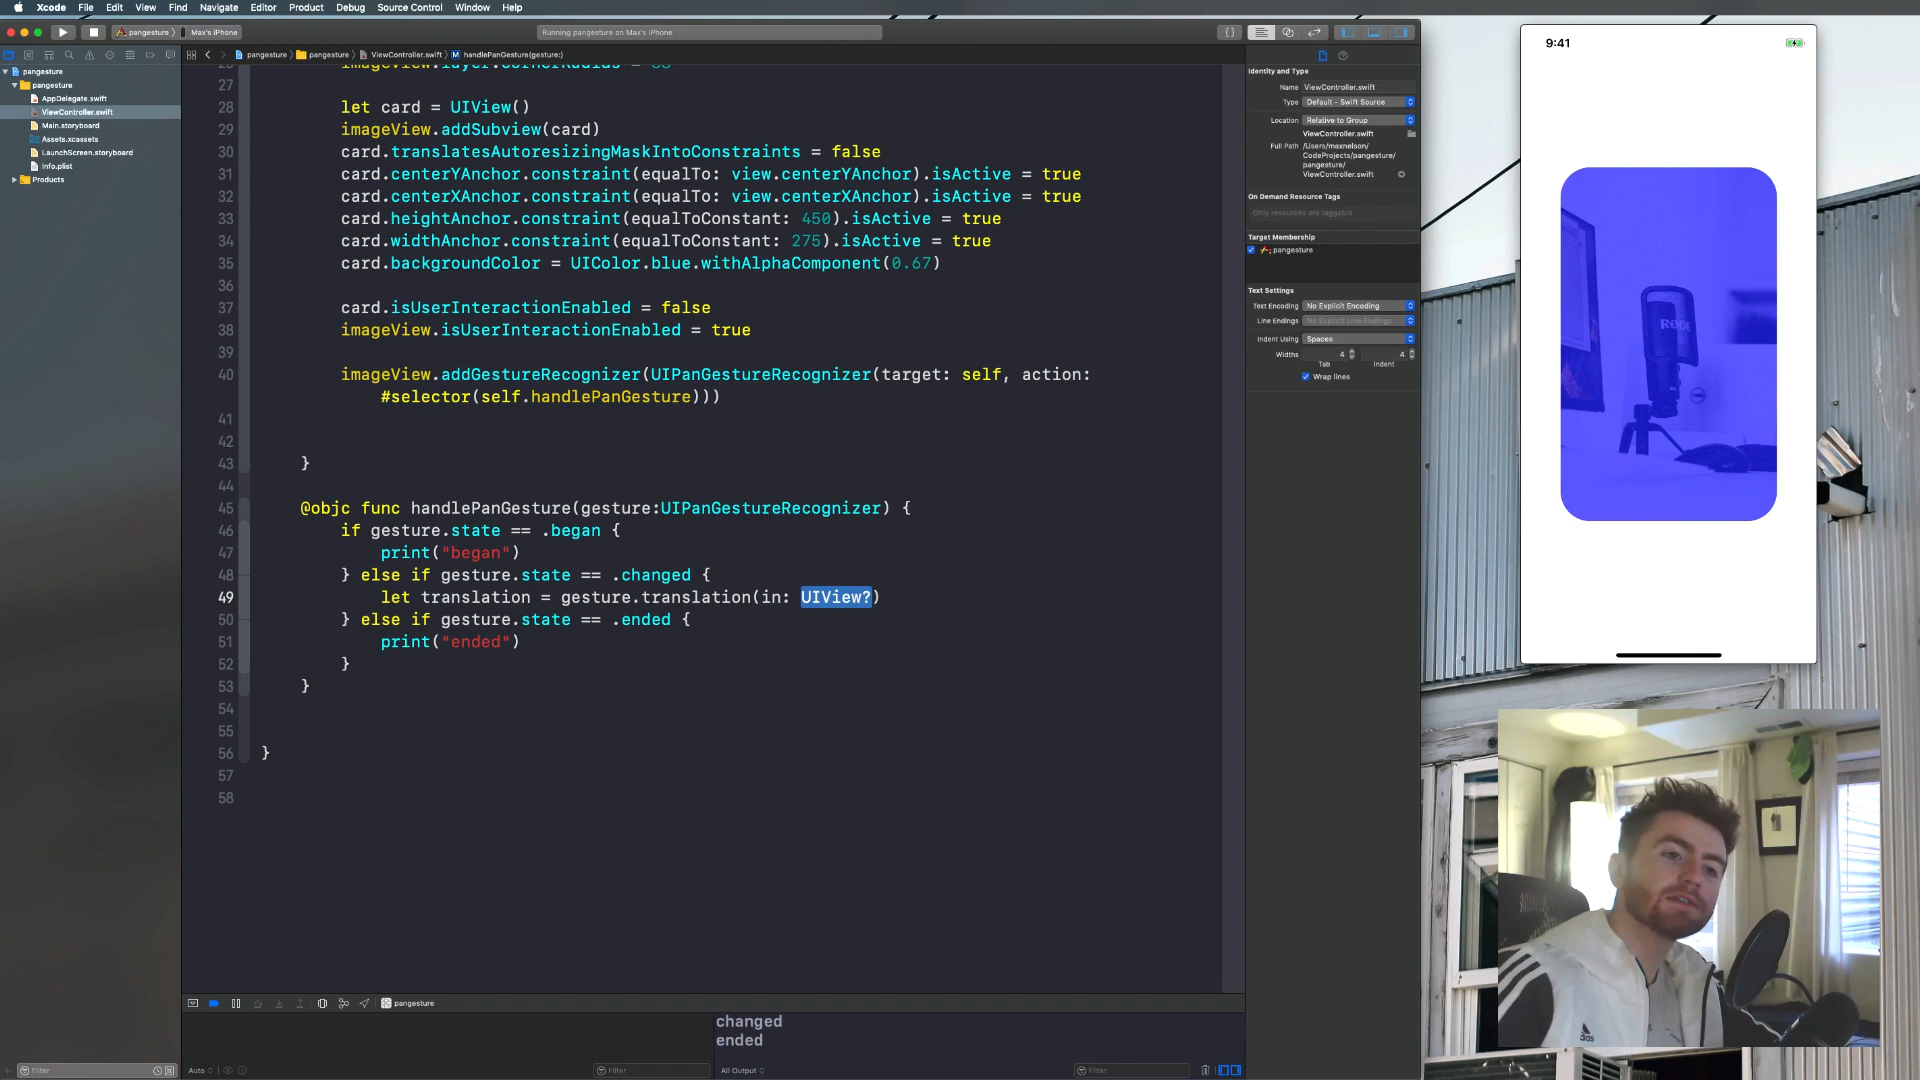 Xcode File Edit View Find Navigate Editor Product Debug Source Control Window Help
pangesture Max's iPhone
Running pangesture on Max's iPhone
pangesture pangesture ViewController.swift M handlePanGesture(gesture:)
pangesture
pangesture
AppDelegate.swift
ViewController.swift
Main.storyboard
Assets.xcassets
LaunchScreen.storyboard
Info.plist
Products
27
28 let card = UIView()
29 imageView.addSubview(card)
30 card.translatesAutoresizingMaskIntoConstraints = false
31 card.centerYAnchor.constraint(equalTo: view.centerYAnchor).isActive = true
32 card.centerXAnchor.constraint(equalTo: view.centerXAnchor).isActive = true
33 card.heightAnchor.constraint(equalToConstant: 450).isActive = true
34 card.widthAnchor.constraint(equalToConstant: 275).isActive = true
35 card.backgroundColor = UIColor.blue.withAlphaComponent(0.67)
36
37 card.isUserInteractionEnabled = false
38 imageView.isUserInteractionEnabled = true
39
40 imageView.addGestureRecognizer(UIPanGestureRecognizer(target: self, action:
#selector(self.handlePanGesture)))
41
42
43 }
44
45 @objc func handlePanGesture(gesture:UIPanGestureRecognizer) {
46 if gesture.state == .began {
47 print("began")
48 } else if gesture.state == .changed {
49 let translation = gesture.translation(in: UIView?)
50 } else if gesture.state == .ended {
51 print("ended")
52 }
53 }
54
55
56 }
57
58
Identity and Type
Name ViewController.swift
Type Default - Swift Source
Location Relative to Group
ViewController.swift
Full Path /Users/maxnelson/
CodeProjects/pangesture/
pangesture/
ViewController.swift
On Demand Resource Tags
Only resources are taggable
Target Membership
pangesture
Text Settings
Text Encoding No Explicit Encoding
Line Endings No Explicit Line Endings
Indent Using Spaces
Widths 4 4
Tab Indent
Wrap lines
9:41
RØDE
pangesture
changed
ended
Filter
Auto
Filter
All Output
Filter